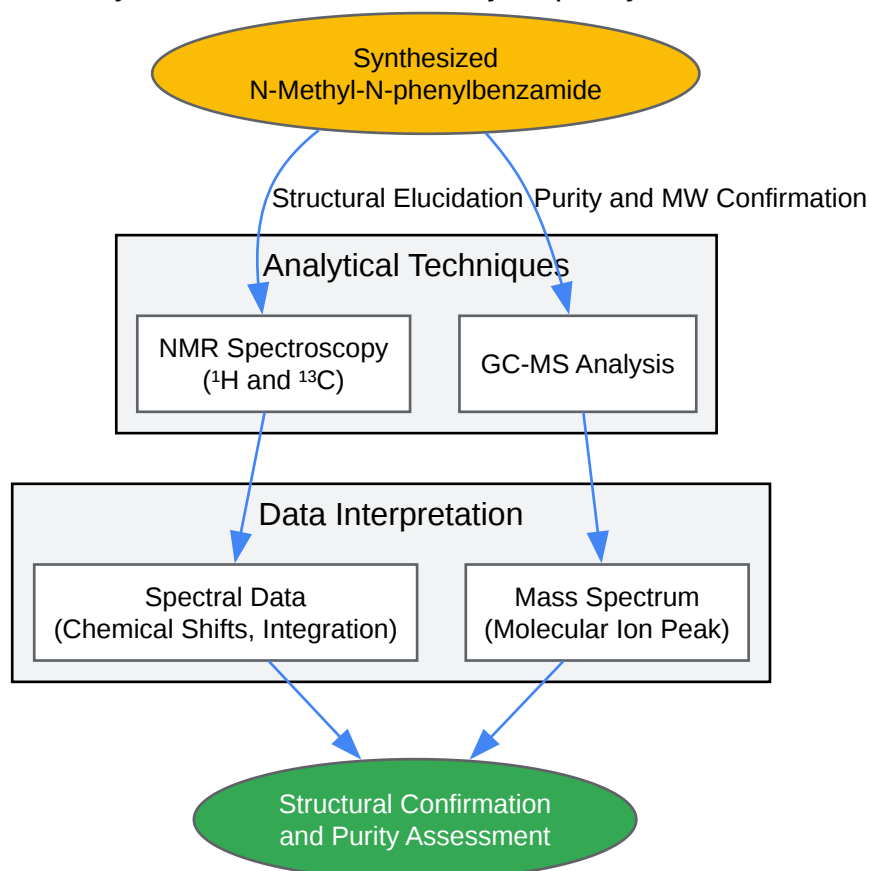 Synthesized
N-Methyl-N-phenylbenzamide
Structural Elucidation
Purity and MW Confirmation
Analytical Techniques
NMR Spectroscopy
(¹H and ¹³C)
GC-MS Analysis
Data Interpretation
Spectral Data
(Chemical Shifts, Integration)
Mass Spectrum
(Molecular Ion Peak)
Structural Confirmation
and Purity Assessment